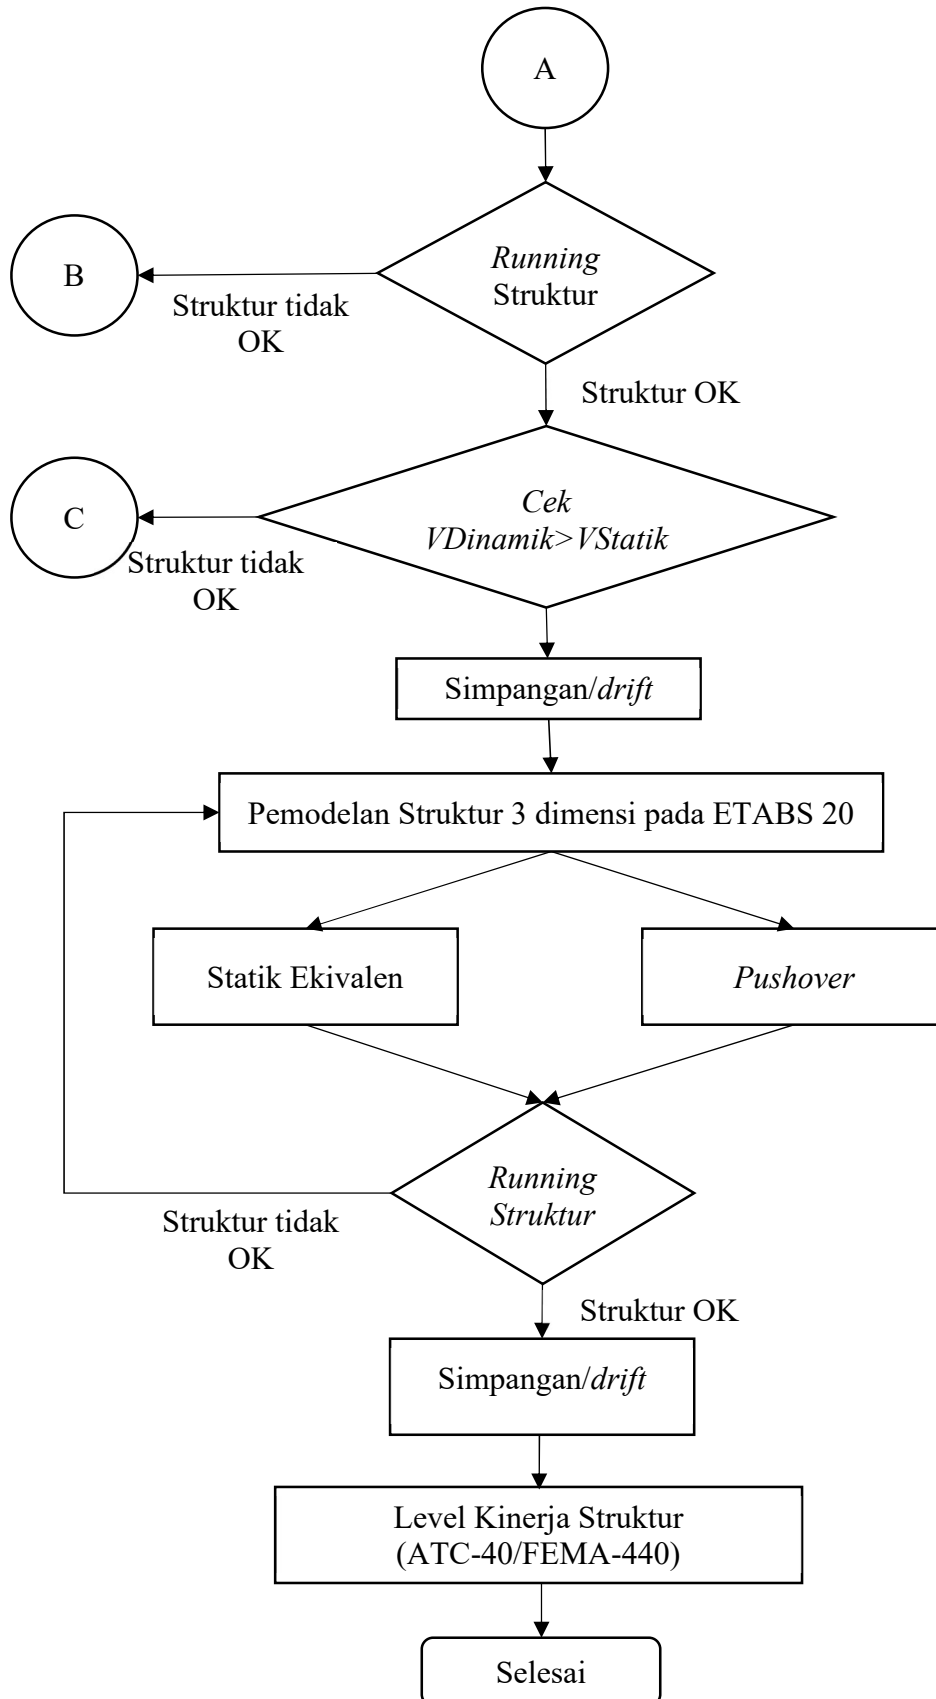 A
Running
Struktur
B
Struktur tidak
OK
Struktur OK
Cek
VDinamik>VStatik
C
Struktur tidak
OK
Simpangan/drift
Pemodelan Struktur 3 dimensi pada ETABS 20
Statik Ekivalen
Pushover
Running
Struktur
Struktur tidak
OK
Struktur OK
Simpangan/drift
Level Kinerja Struktur
(ATC-40/FEMA-440)
Selesai